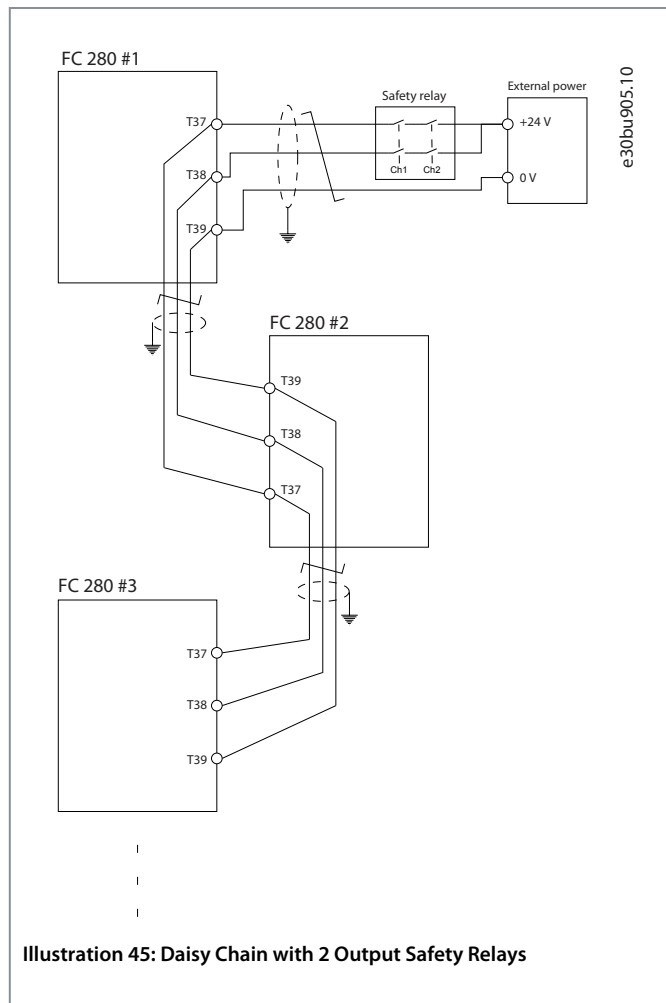 FC 280 #1
T37
T38
T39
Safety relay
Ch1 Ch2
External power
+24 V
0 V
e30bu905.10
FC 280 #2
T39
T38
T37
FC 280 #3
T37
T38
T39
Illustration 45: Daisy Chain with 2 Output Safety Relays